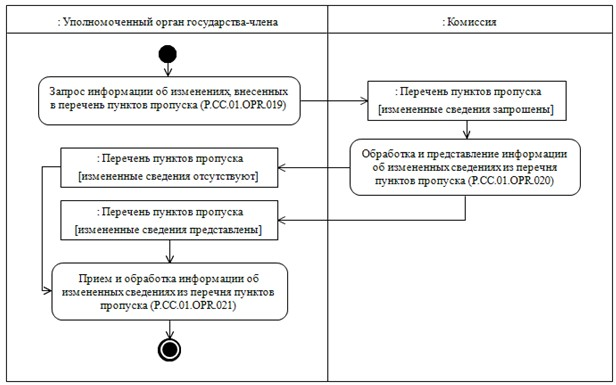 : Уполномоченный орган государства-члена
: Комиссия
Запрос информации об изменениях, внесенных
в перечень пунктов пропуска (P.CC.01.OPR.019)
: Перечень пунктов пропуска
[измененные сведения запрошены]
Обработка и представление информации
об измененных сведениях из перечня
пунктов пропуска (P.CC.01.OPR.020)
: Перечень пунктов пропуска
[измененные сведения отсутствуют]
: Перечень пунктов пропуска
[измененные сведения представлены]
Прием и обработка информации об
измененных сведениях из перечня пунктов
пропуска (P.CC.01.OPR.021)